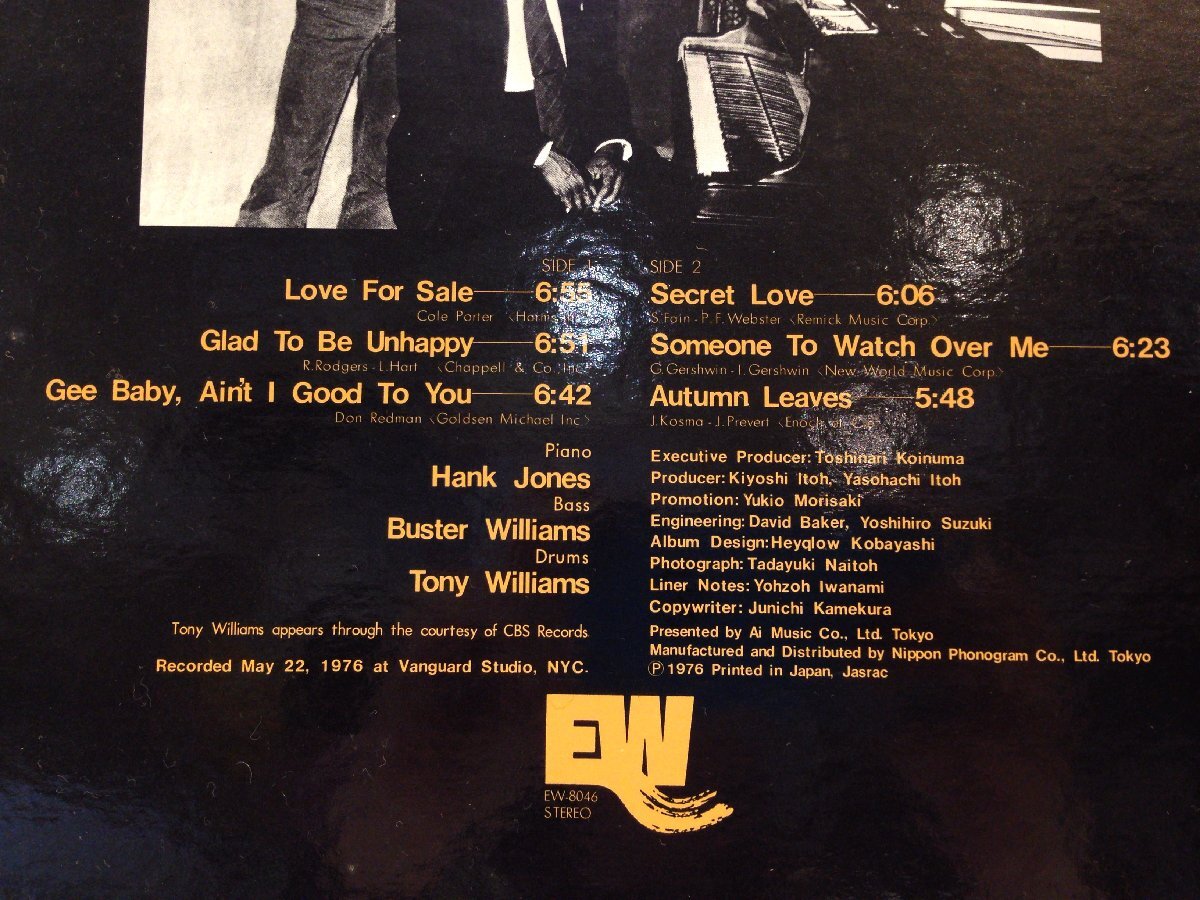 SIDE 1
Love For Sale 6:55
Cole Porter
Glad To Be Unhappy 6:51
R.Rodgers - L.Hart <Chappell & Co. Inc>
Gee Baby, Ain't I Good To You 6:42
Don Redman <Goldsen Michael Inc>
Piano
Hank Jones
Bass
Buster Williams
Drums
Tony Williams
Tony Williams appears through the courtesy of CBS Records
Recorded May 22, 1976 at Vanguard Studio, NYC.
SIDE 2
Secret Love 6:06
S.Fain - P.F.Webster <Remick Music Corp>
Someone To Watch Over Me 6:23
G.Gershwin - I.Gershwin <New World Music Corp>
Autumn Leaves 5:48
J.Kosma - J.Prevert <Enoch et Cie>
Executive Producer: Toshinari Koinuma
Producer: Kiyoshi Itoh, Yasohachi Itoh
Promotion: Yukio Morisaki
Engineering: David Baker, Yoshihiro Suzuki
Album Design: Heyqlow Kobayashi
Photograph: Tadayuki Naitoh
Liner Notes: Yohzoh Iwanami
Copywriter: Junichi Kamekura
Presented by Ai Music Co., Ltd. Tokyo
Manufactured and Distributed by Nippon Phonogram Co., Ltd. Tokyo
℗ 1976 Printed in Japan, Jasrac
EW
EW-8046
STEREO